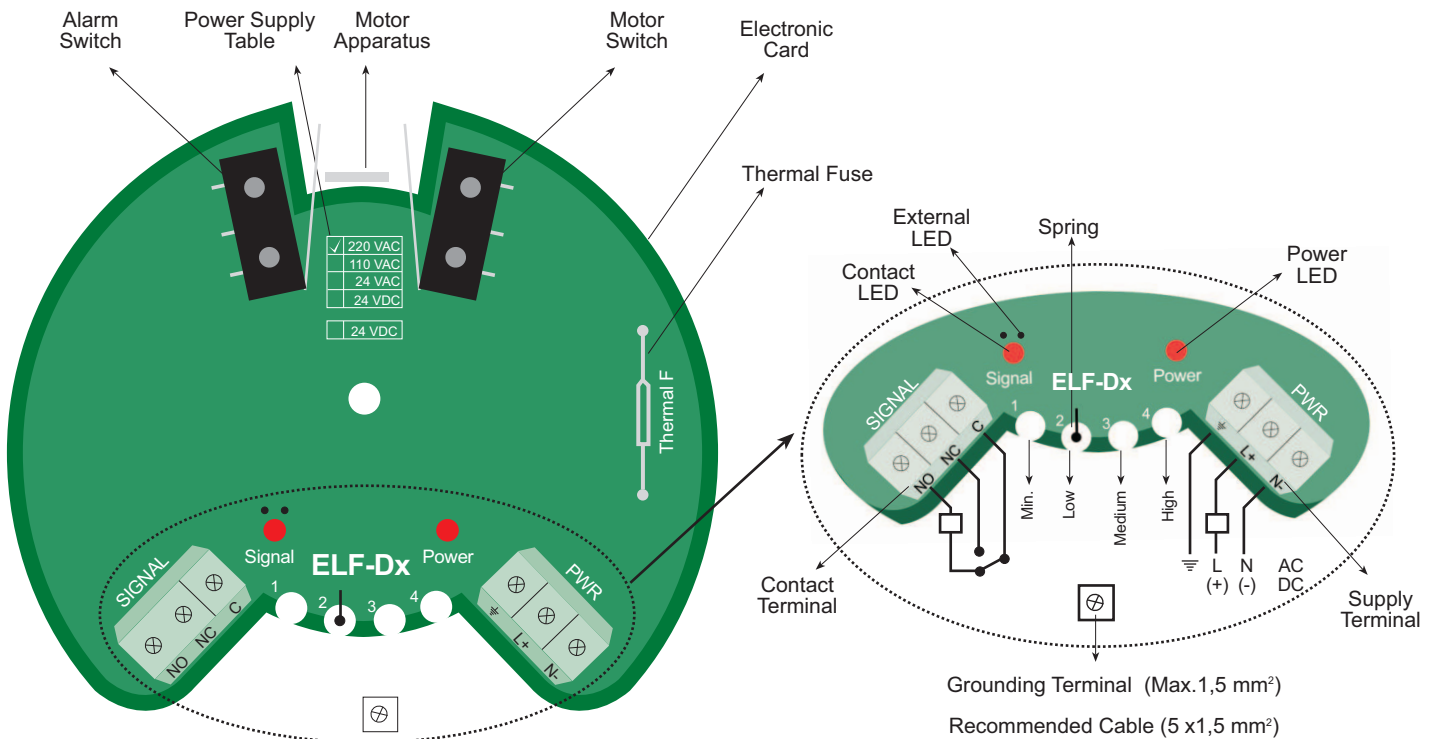 Alarm
Switch
Power Supply
Table
Motor
Apparatus
Motor
Switch
Electronic
Card
Thermal Fuse
√ 220 VAC
110 VAC
24 VAC
24 VDC
24 VDC
Thermal F
Signal
Power
ELF-Dx
SIGNAL
PWR
1
2
3
4
NO
NC
C
L+
N-
External
LED
Spring
Contact
LED
Power
LED
Signal
ELF-Dx
Power
SIGNAL
PWR
1
2
3
4
C
NC
NO
L+
N-
Min.
Low
Medium
High
L
(+)
N
(-)
AC
DC
Contact
Terminal
Supply
Terminal
Grounding Terminal (Max.1,5 mm²)
Recommended Cable (5 x1,5 mm²)